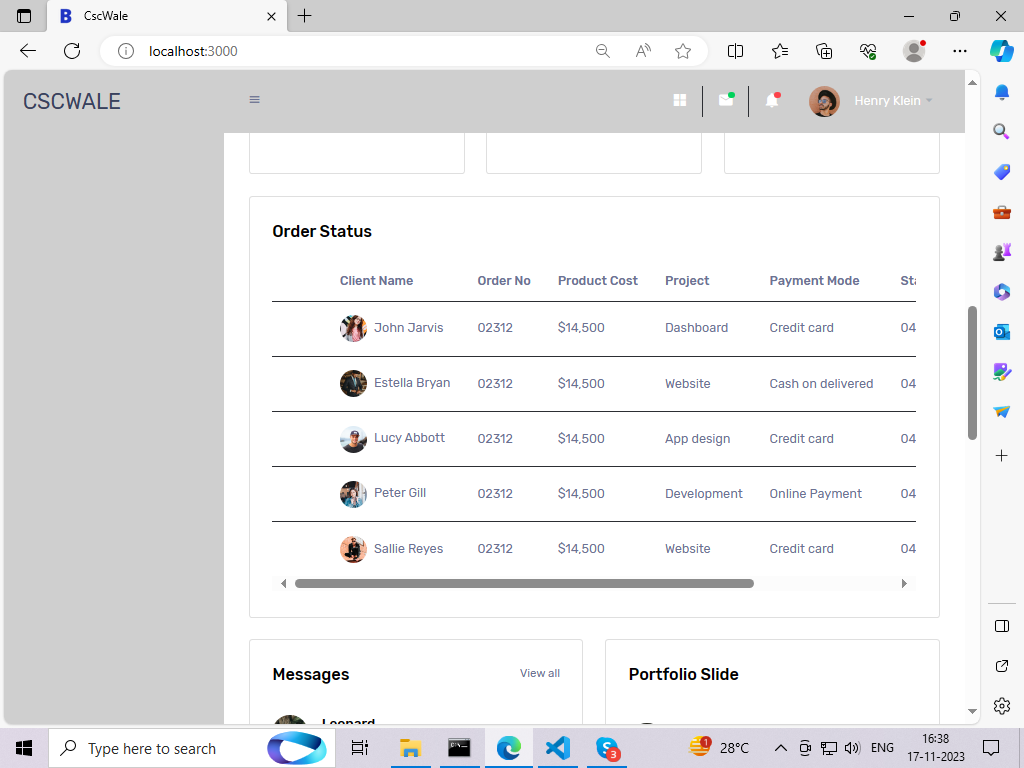 CscWale
localhost:3000
CSCWALE
Henry Klein
Order Status
Client Name Order No Product Cost Project Payment Mode Sta
John Jarvis 02312 $14,500 Dashboard Credit card 04
Estella Bryan 02312 $14,500 Website Cash on delivered 04
Lucy Abbott 02312 $14,500 App design Credit card 04
Peter Gill 02312 $14,500 Development Online Payment 04
Sallie Reyes 02312 $14,500 Website Credit card 04
Messages View all Portfolio Slide
Leonard
Type here to search
3
1
28°C
ENG
16:38
17-11-2023